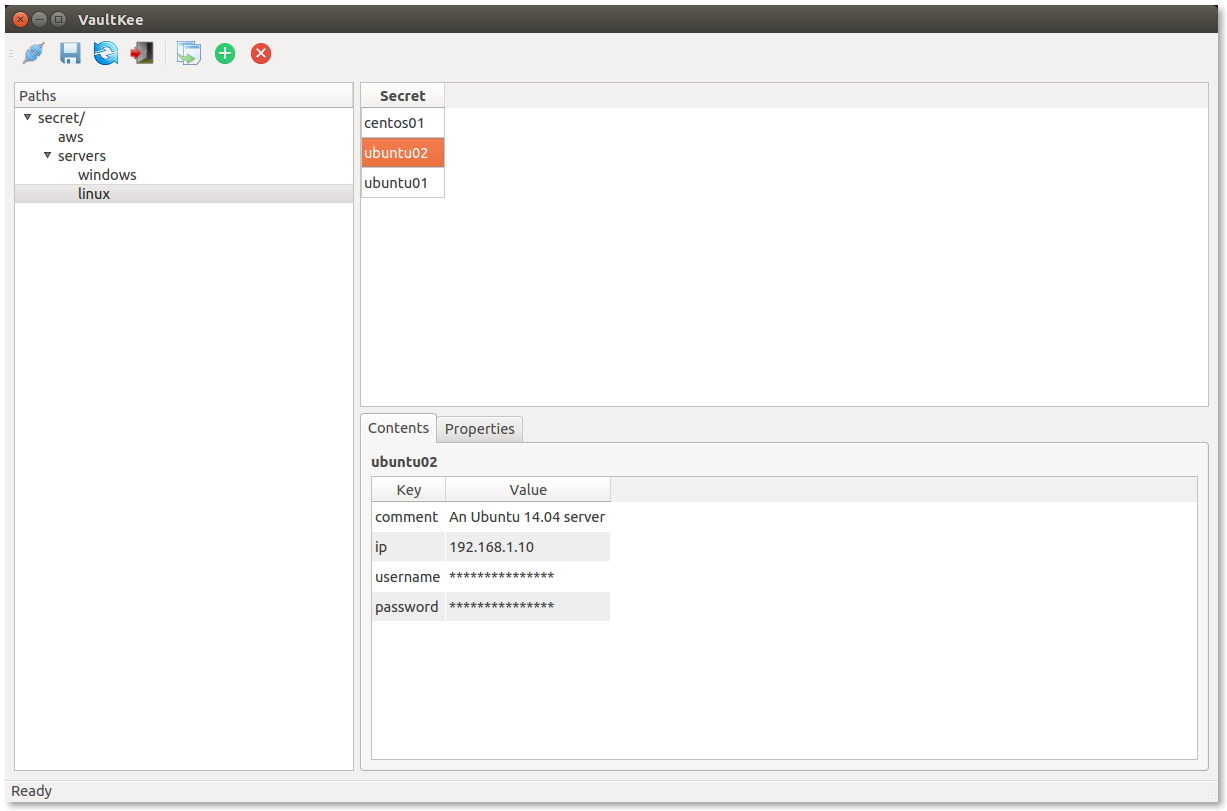 VaultKee
Paths
secret/
aws
servers
windows
linux
Secret
centos01
ubuntu02
ubuntu01
Contents Properties
ubuntu02
Key Value
comment An Ubuntu 14.04 server
ip 192.168.1.10
username ***************
password ***************
Ready